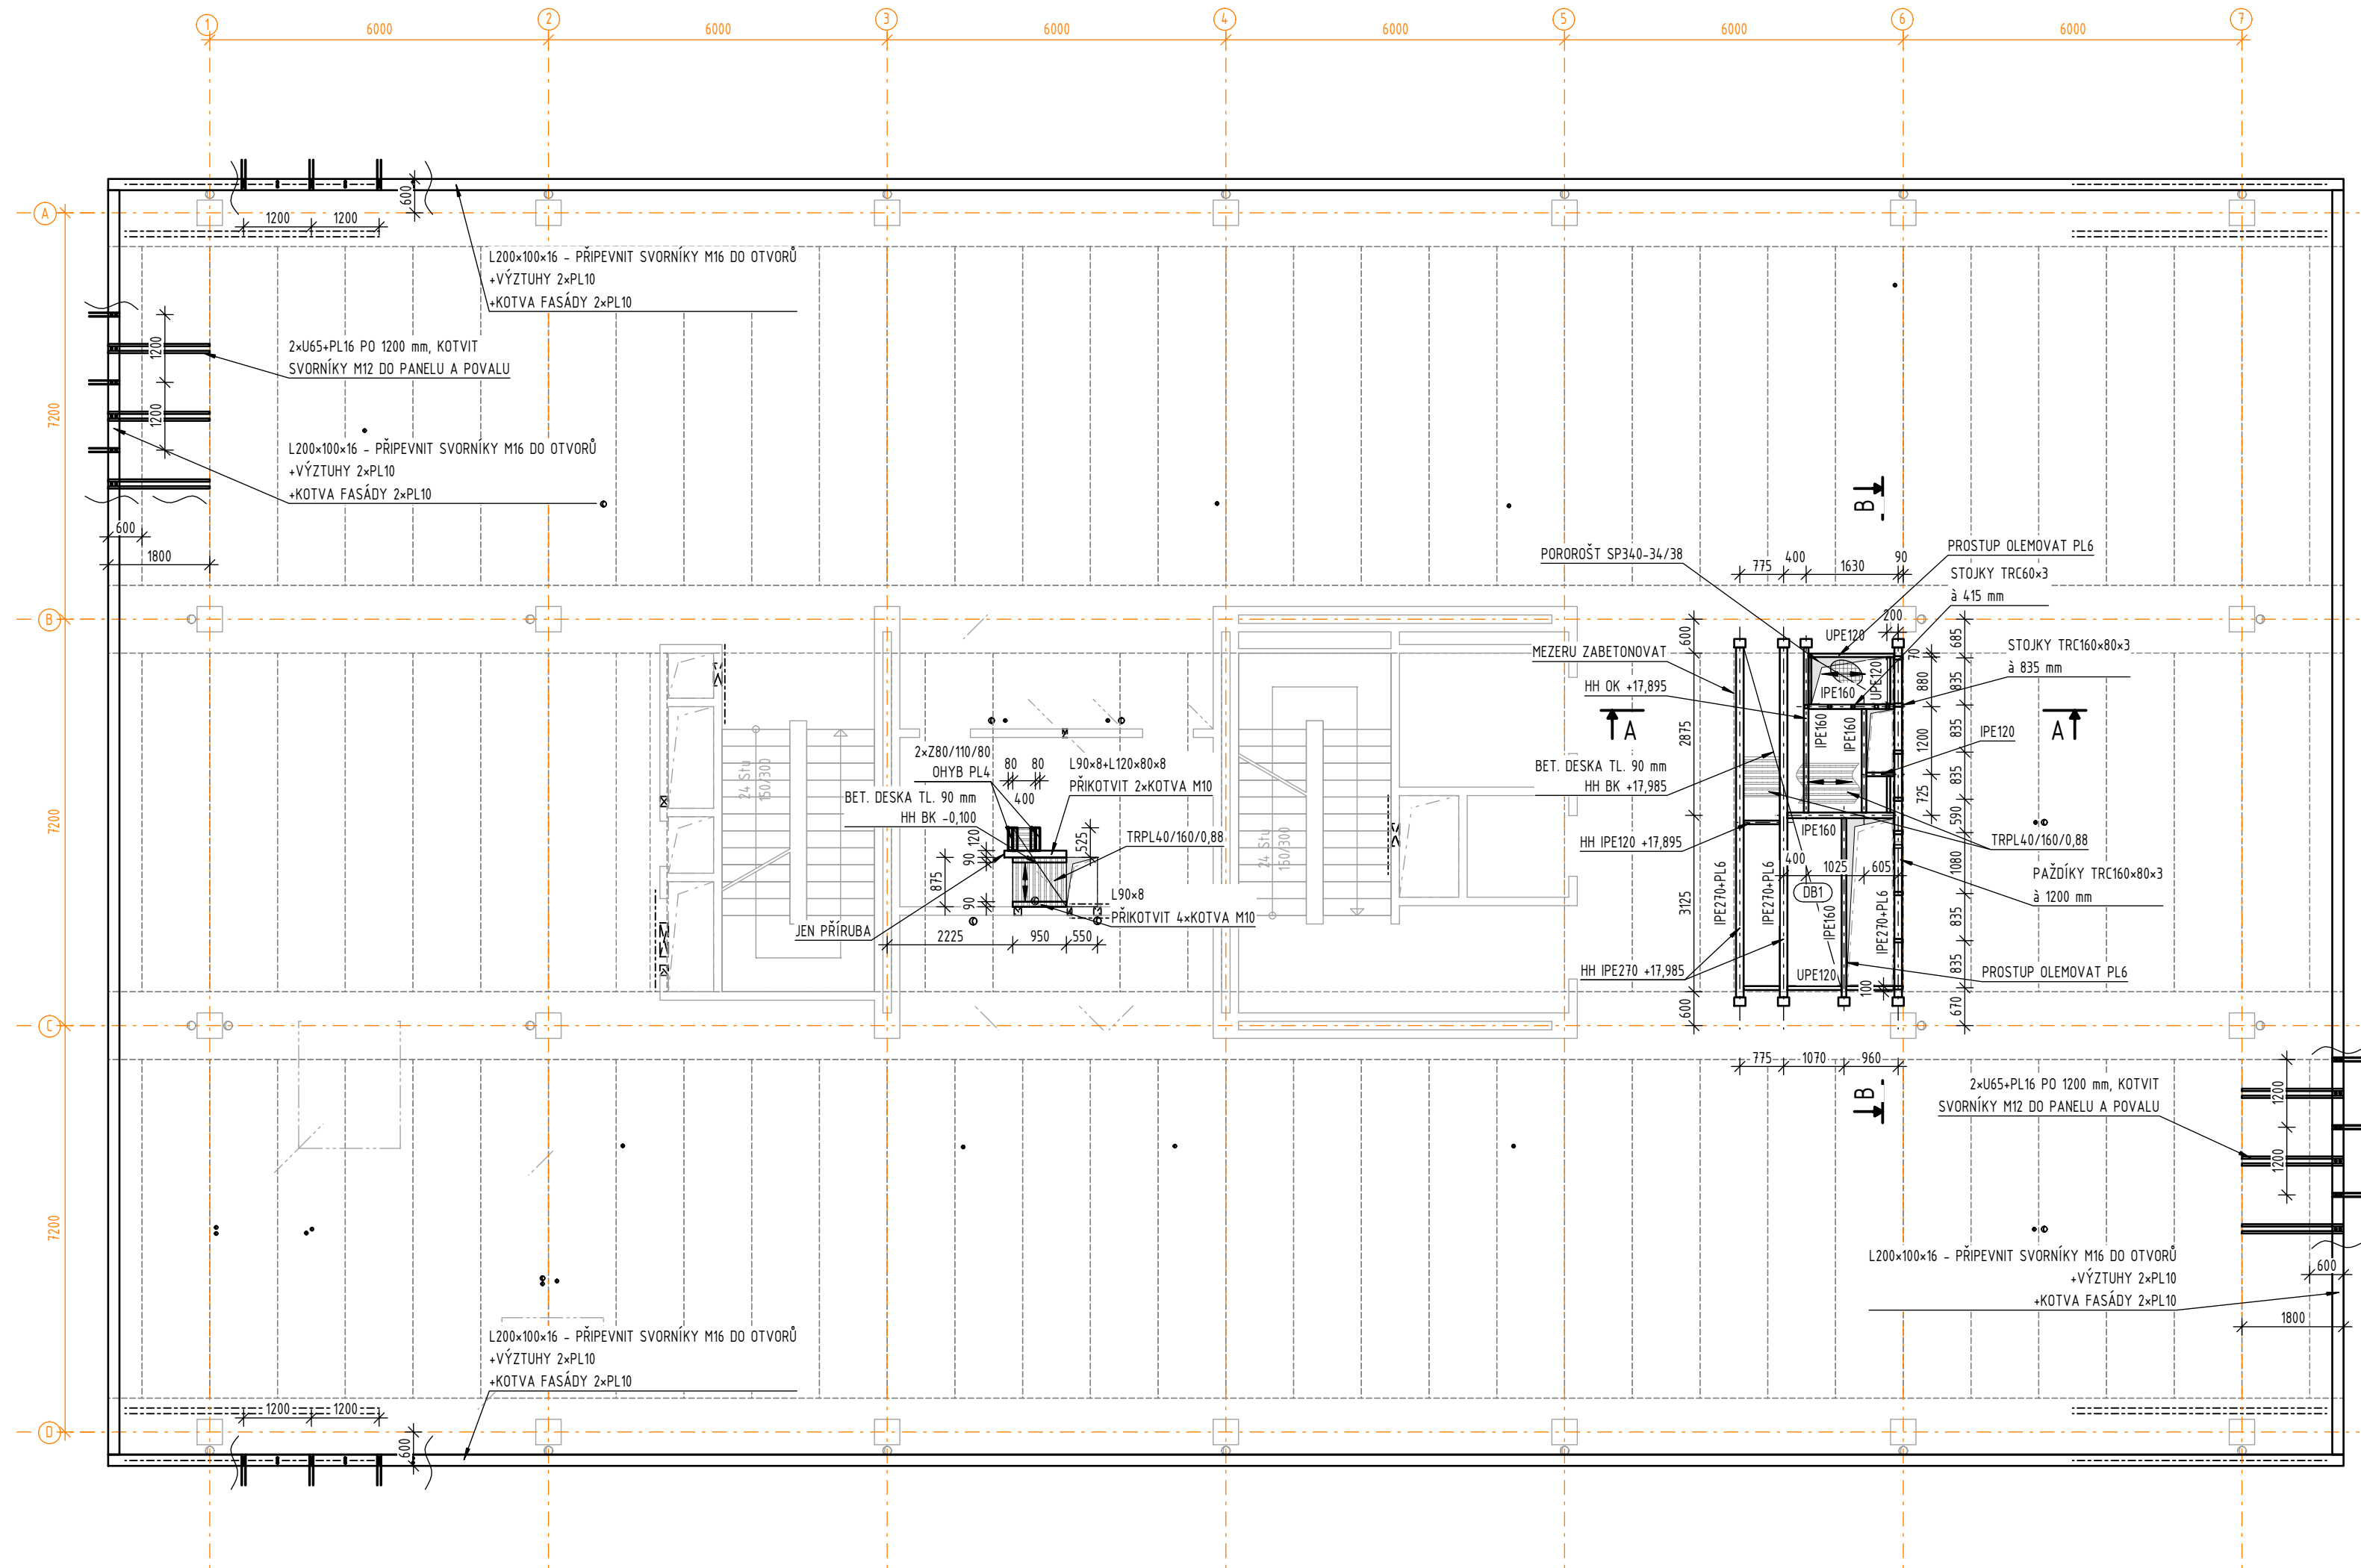 1
2
3
4
5
6
7
6000
6000
6000
6000
6000
6000
A
B
C
D
7200
7200
7200
600
1200
1200
L200×100×16 - PŘIPEVNIT SVORNÍKY M16 DO OTVORŮ
+VÝZTUHY 2×PL10
+KOTVA FASÁDY 2×PL10
2×U65+PL16 PO 1200 mm, KOTVIT
SVORNÍKY M12 DO PANELU A POVALU
1200
1200
L200×100×16 - PŘIPEVNIT SVORNÍKY M16 DO OTVORŮ
+VÝZTUHY 2×PL10
+KOTVA FASÁDY 2×PL10
600
1800
24 Stu
150/300
2×Z80/110/80
OHYB PL4
80
80
400
L90×8+L120×80×8
PŘIKOTVIT 2×KOTVA M10
BET. DESKA TL. 90 mm
HH BK -0,100
120
90
875
90
525
TRPL40/160/0,88
L90×8
PŘIKOTVIT 4×KOTVA M10
JEN PŘÍRUBA
2225
950
550
24 Stu
150/300
B
POROROŠT SP340-34/38
775
400
1630
90
PROSTUP OLEMOVAT PL6
STOJKY TRC60×3
à 415 mm
200
600
UPE120
685
MEZERU ZABETONOVAT
70
STOJKY TRC160×80×3
à 835 mm
HH OK +17,895
IPE160
UPE120
880
835
A
A
2875
IPE160
IPE160
1200
835
IPE120
BET. DESKA TL. 90 mm
HH BK +17,985
725
835
590
HH IPE120 +17,895
IPE160
TRPL40/160/0,88
400
1025
605
1080
PAŽDÍKY TRC160×80×3
à 1200 mm
DB1
3125
IPE270+PL6
IPE270+PL6
IPE160
IPE270+PL6
835
HH IPE270 +17,985
UPE120
835
PROSTUP OLEMOVAT PL6
100
600
670
775
1070
960
B
2×U65+PL16 PO 1200 mm, KOTVIT
SVORNÍKY M12 DO PANELU A POVALU
1200
1200
L200×100×16 - PŘIPEVNIT SVORNÍKY M16 DO OTVORŮ
+VÝZTUHY 2×PL10
+KOTVA FASÁDY 2×PL10
600
1800
L200×100×16 - PŘIPEVNIT SVORNÍKY M16 DO OTVORŮ
+VÝZTUHY 2×PL10
+KOTVA FASÁDY 2×PL10
1200
1200
600